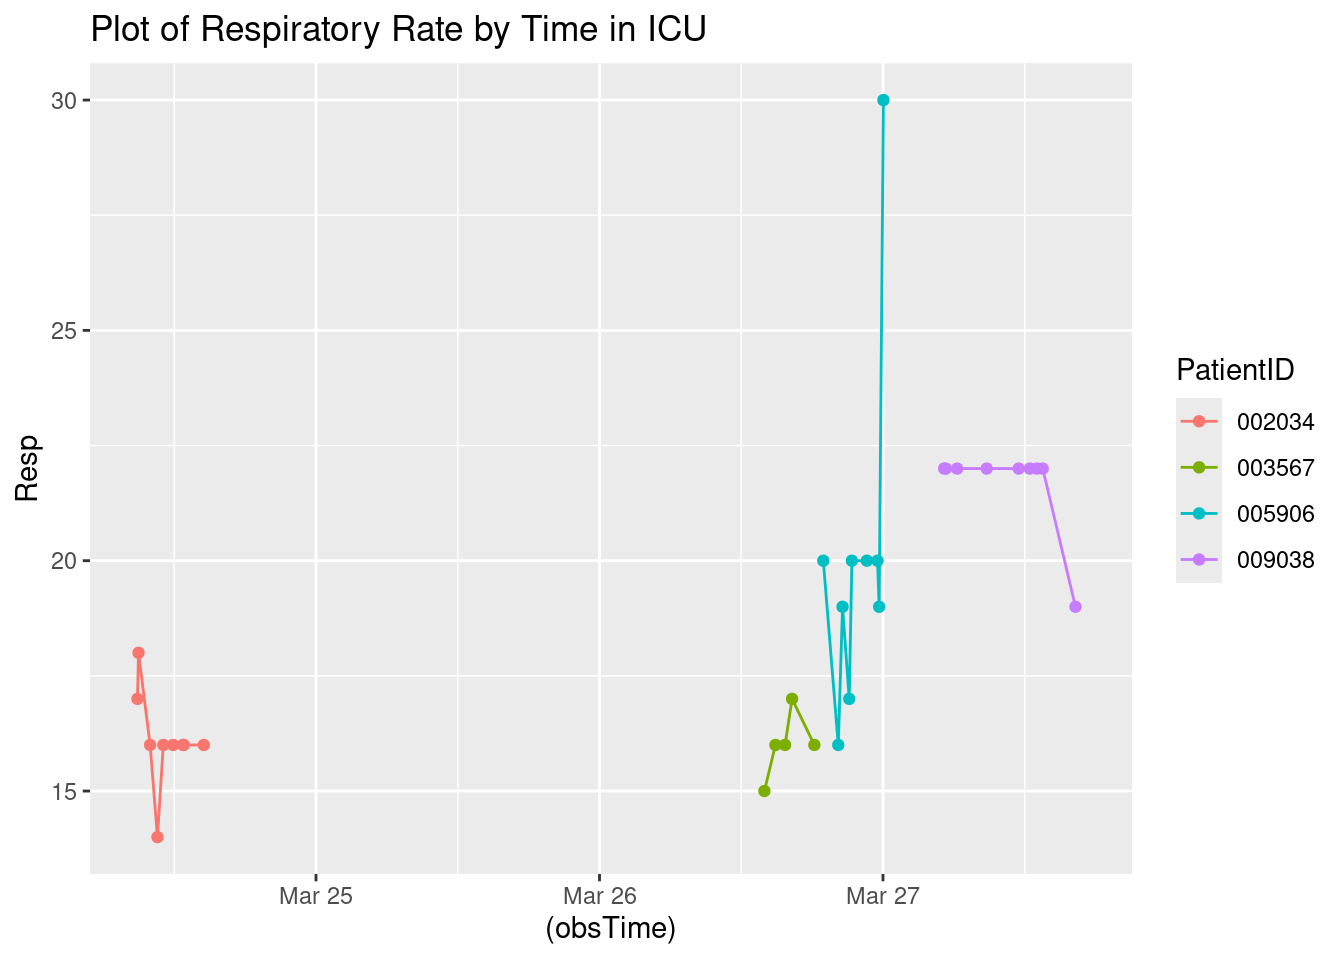 Plot of Respiratory Rate by Time in ICU
30
25
20
15
Resp
Mar 25
Mar 26
Mar 27
(obsTime)
PatientID
002034
003567
005906
009038